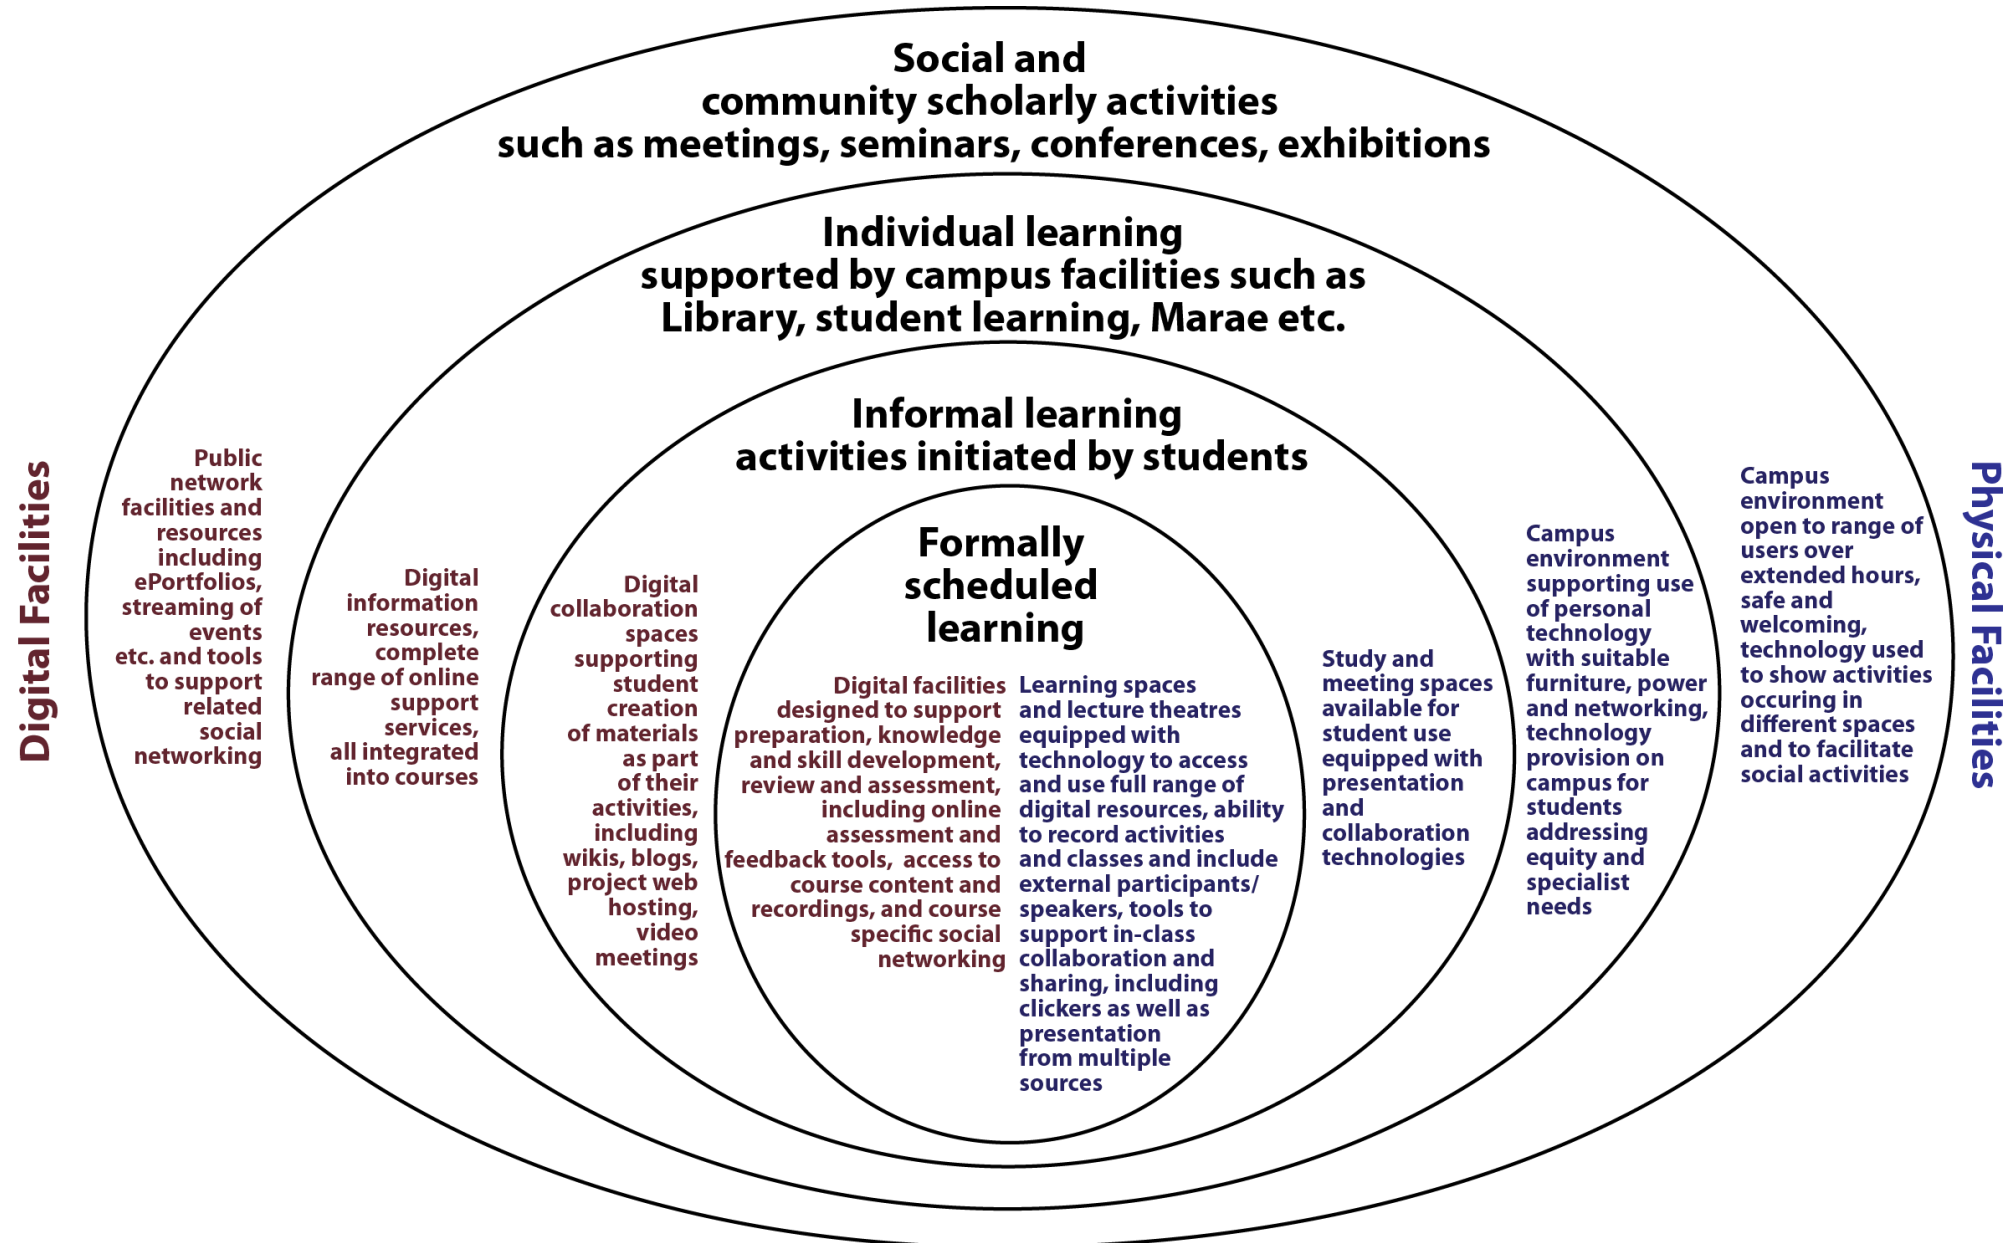 Social and
community scholarly activities
such as meetings, seminars, conferences, exhibitions
Individual learning
supported by campus facilities such as
Library, student learning, Marae etc.
Informal learning
activities initiated by students
Formally
scheduled
learning
Digital Facilities
Public
network
facilities and
resources
including
ePortfolios,
streaming of
events
etc. and tools
to support
related
social
networking
Digital
information
resources,
complete
range of online
support
services,
all integrated
into courses
Digital
collaboration
spaces
supporting
student
creation
of materials
as part
of their
activities,
including
wikis, blogs,
project web
hosting,
video
meetings
Digital facilities
designed to support
preparation, knowledge
and skill development,
review and assessment,
including online
assessment and
feedback tools, access to
course content and
recordings, and course
specific social
networking
Learning spaces
and lecture theatres
equipped with
technology to access
and use full range of
digital resources, ability
to record activities
and classes and include
external participants/
speakers, tools to
support in-class
collaboration and
sharing, including
clickers as well as
presentation
from multiple
sources
Study and
meeting spaces
available for
student use
equipped with
presentation
and
collaboration
technologies
Campus
environment
supporting use
of personal
technology
with suitable
furniture, power
and networking,
technology
provision on
campus for
students
addressing
equity and
specialist
needs
Campus
environment
open to range of
users over
extended hours,
safe and
welcoming,
technology used
to show activities
occuring in
different spaces
and to facilitate
social activities
Physical Facilities